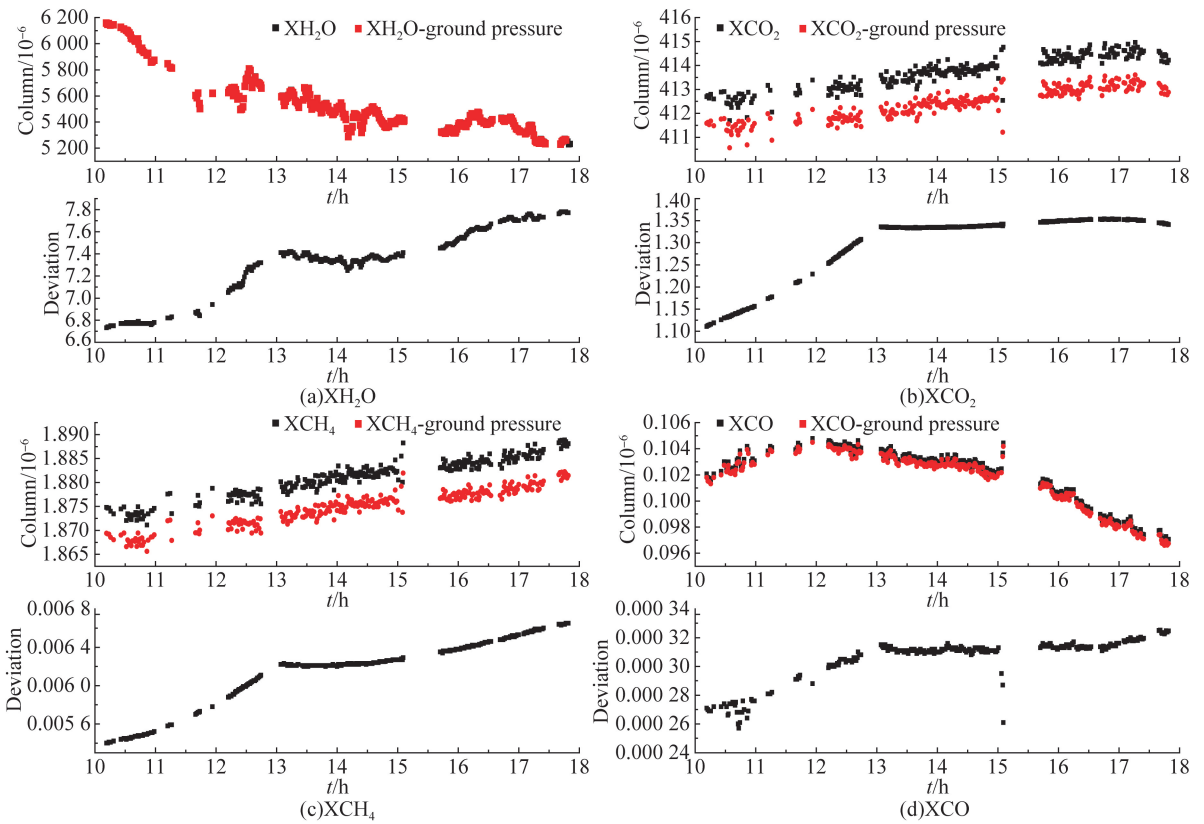 XH₂O XH₂O-ground pressure
Column/10⁻⁶
6 200
6 000
5 800
5 600
5 400
5 200
10 11 12 13 14 15 16 17 18
t/h
Deviation
7.8
7.4
7.0
6.8
6.6
10 11 12 13 14 15 16 17 18
t/h
(a)XH₂O
XCO₂ XCO₂-ground pressure
Column/10⁻⁶
416
415
414
413
412
411
10 11 12 13 14 15 16 17 18
t/h
Deviation
1.40
1.35
1.30
1.25
1.20
1.15
1.10
10 11 12 13 14 15 16 17 18
t/h
(b)XCO₂
XCH₄ XCH₄-ground pressure
Column/10⁻⁶
1.890
1.885
1.880
1.875
1.870
1.865
10 11 12 13 14 15 16 17 18
t/h
Deviation
0.006 8
0.006 4
0.006 0
0.005 6
10 11 12 13 14 15 16 17 18
t/h
(c)XCH₄
XCO XCO-ground pressure
Column/10⁻⁶
0.106
0.104
0.102
0.100
0.098
0.096
10 11 12 13 14 15 16 17 18
t/h
Deviation
0.000 34
0.000 32
0.000 30
0.000 28
0.000 26
0.000 24
10 11 12 13 14 15 16 17 18
t/h
(d)XCO